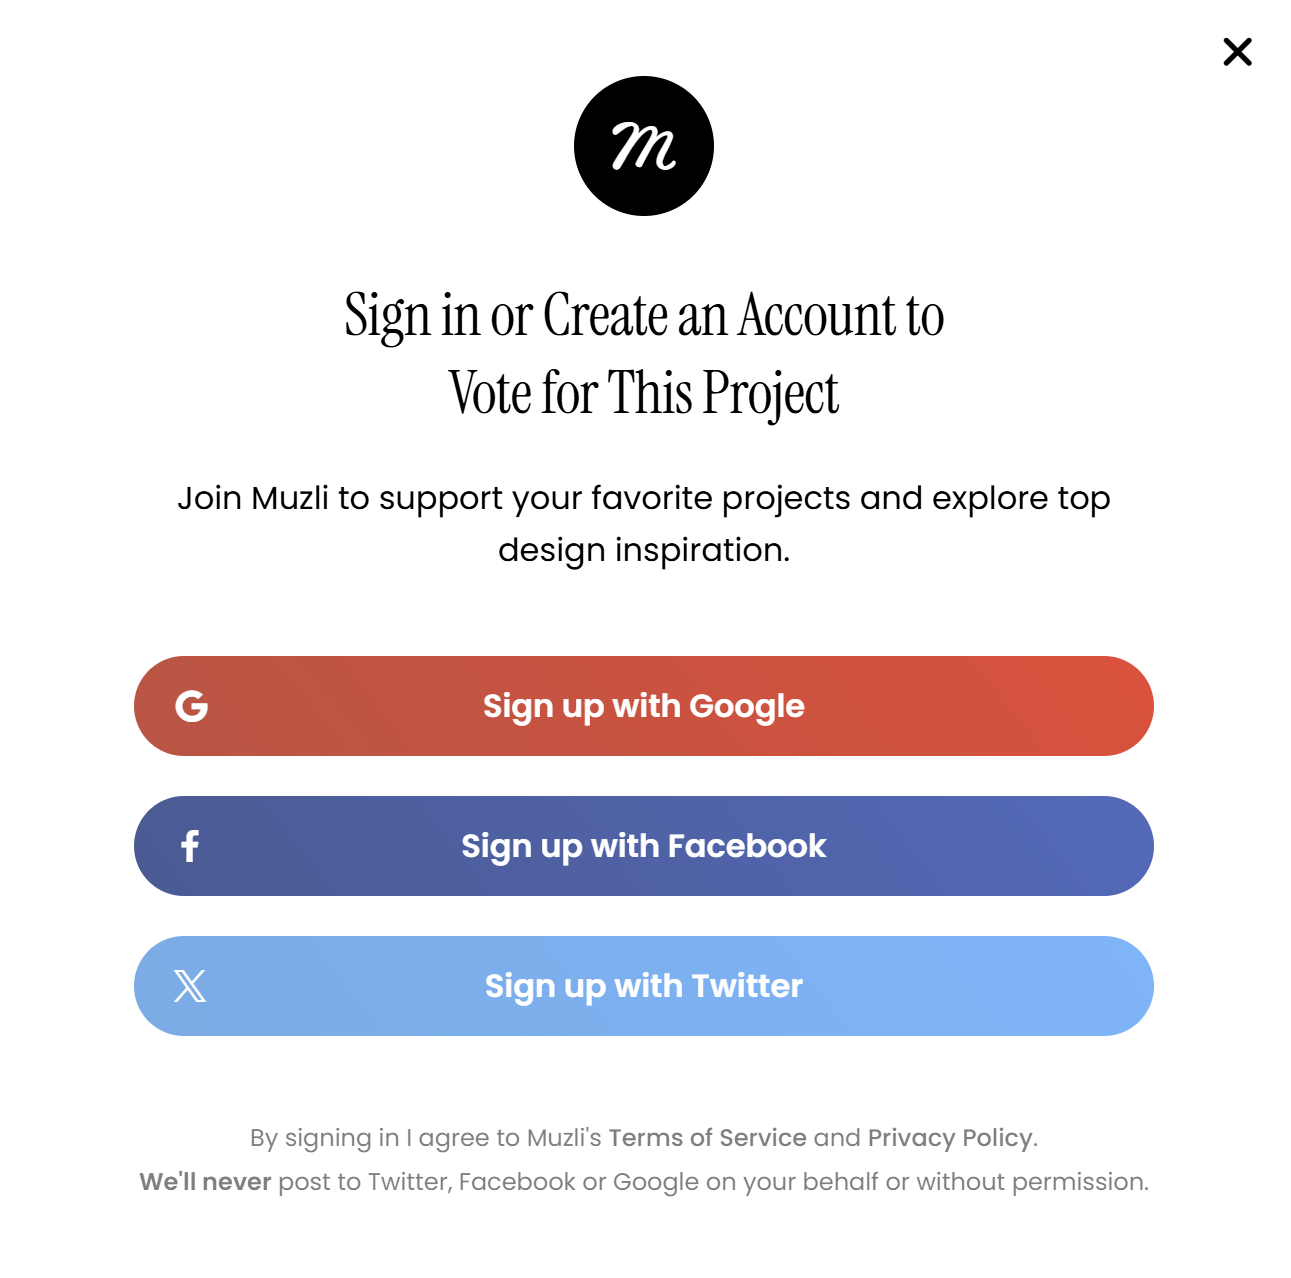 m
Sign in or Create an Account to
Vote for This Project
Join Muzli to support your favorite projects and explore top
design inspiration.
Sign up with Google
Sign up with Facebook
Sign up with Twitter
By signing in I agree to Muzli's Terms of Service and Privacy Policy.
We'll never post to Twitter, Facebook or Google on your behalf or without permission.